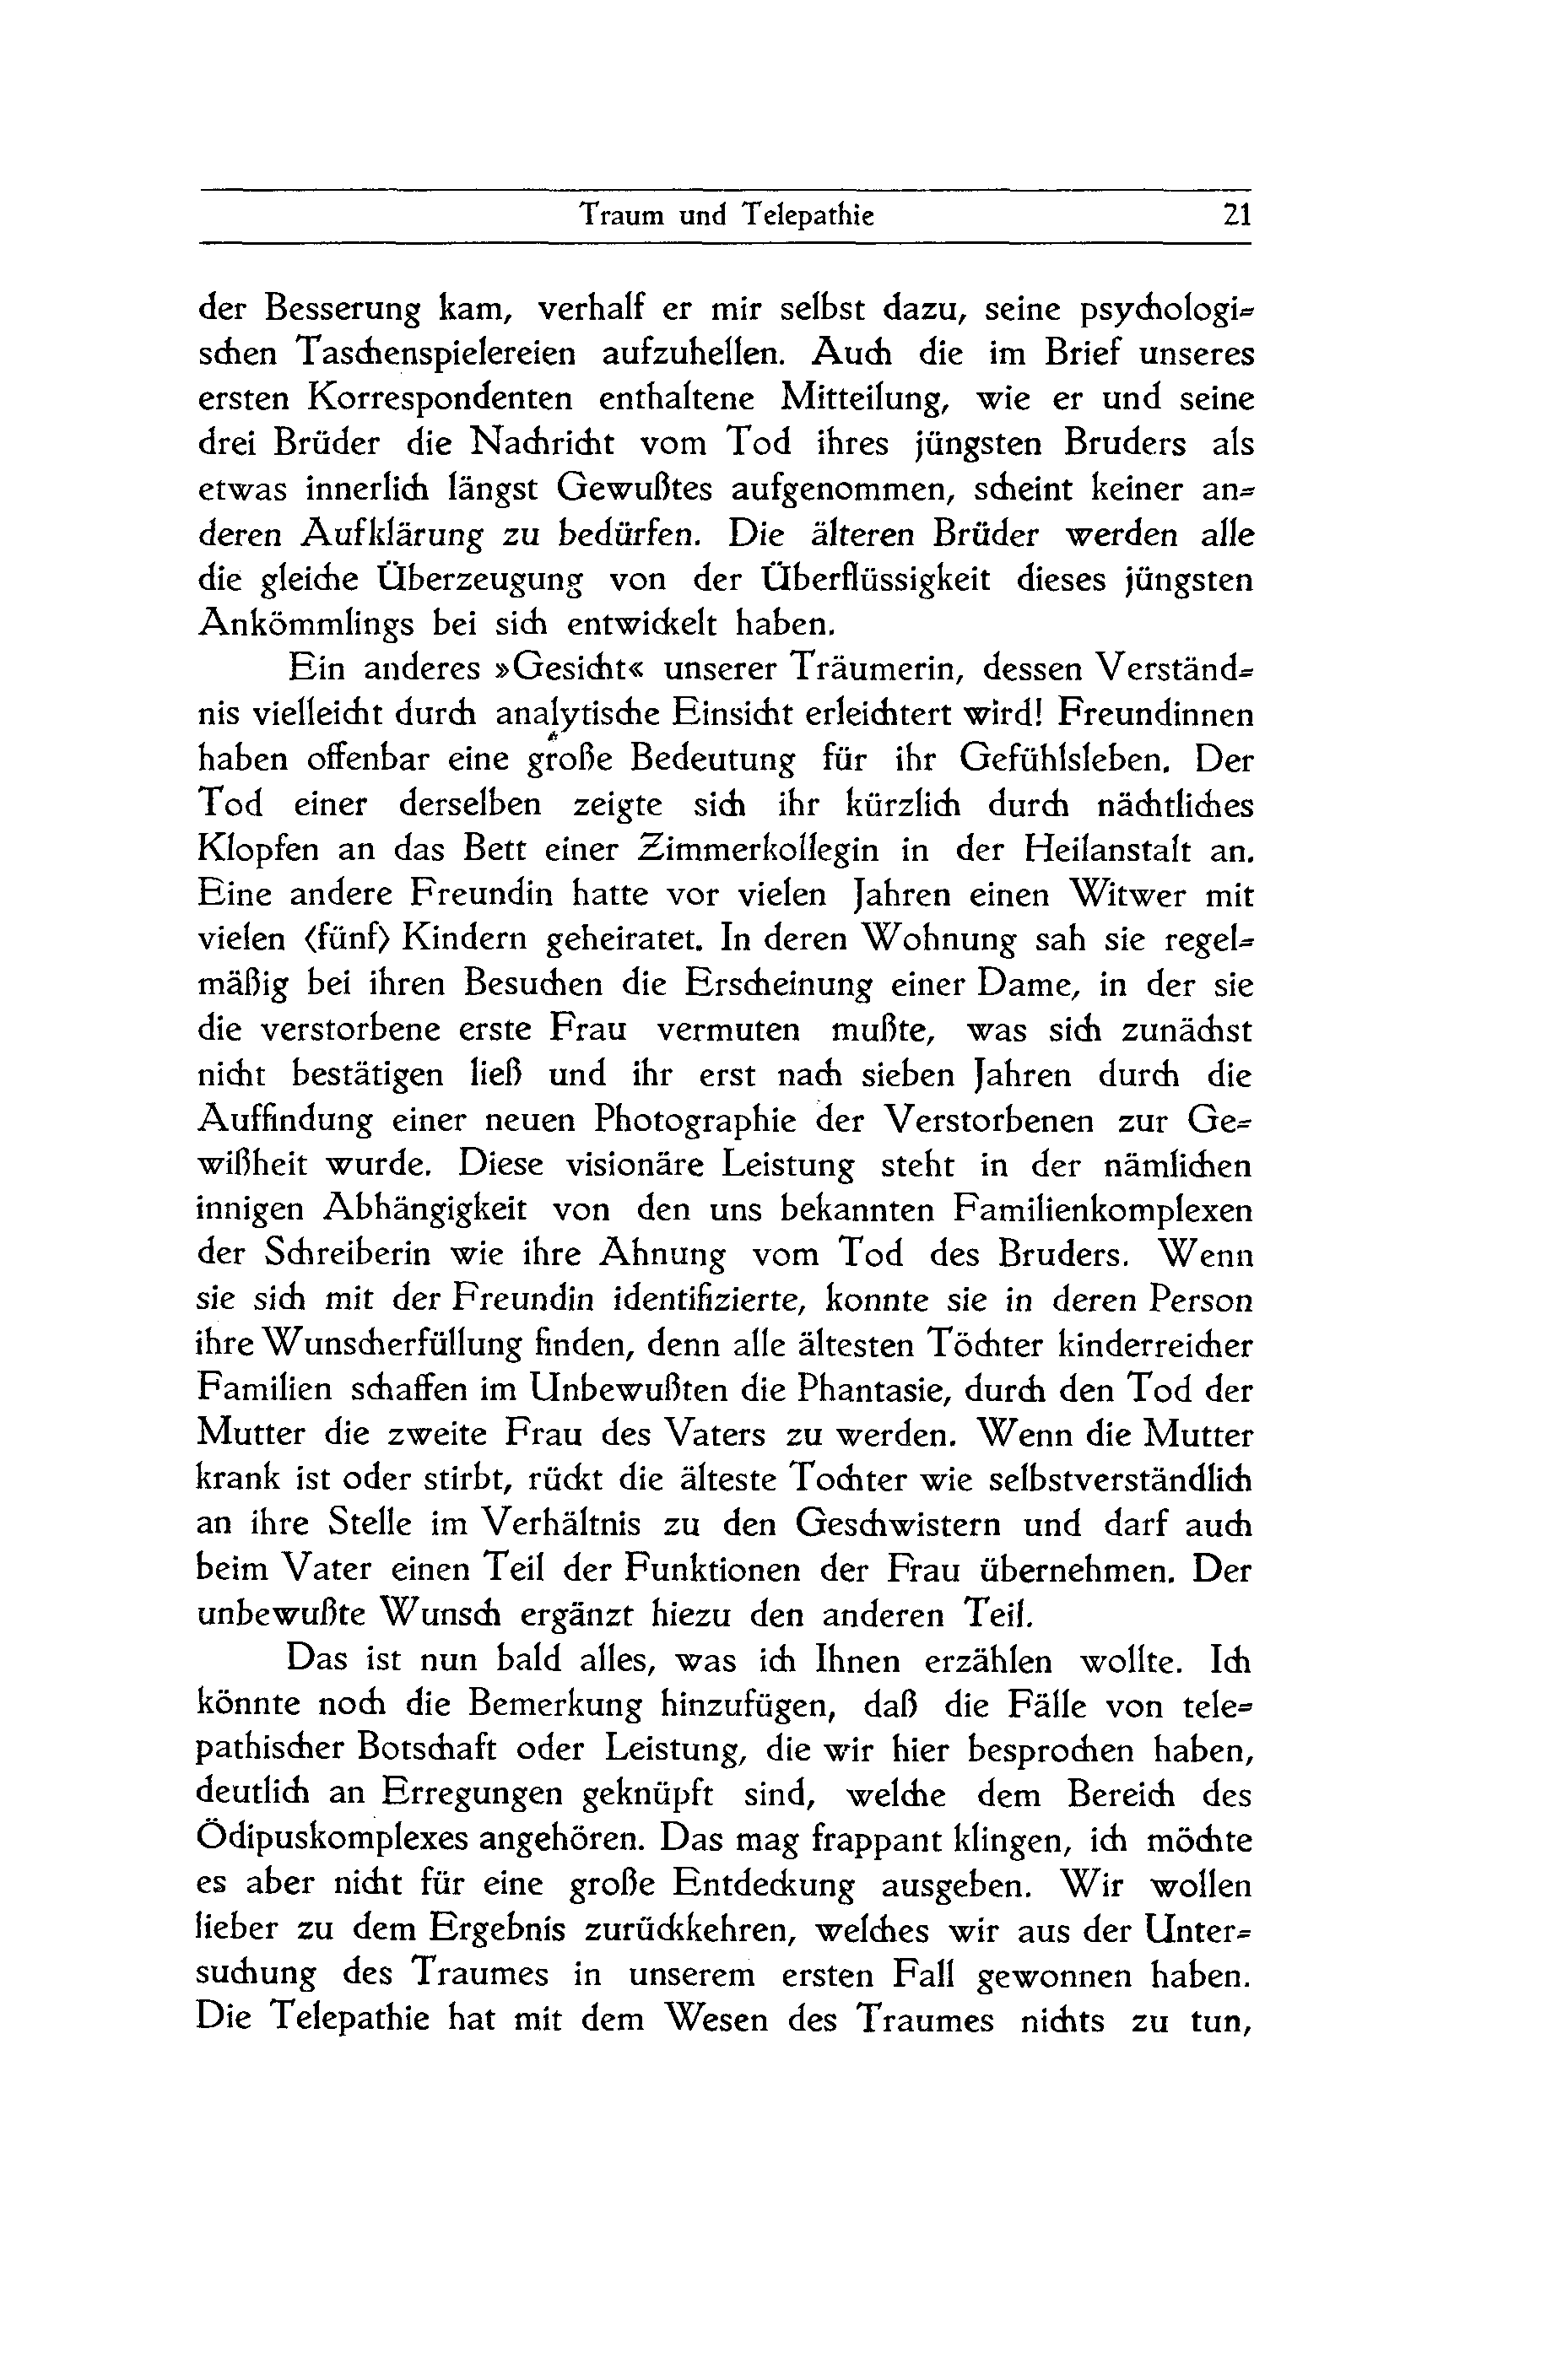 Traum und Telepathie 21
der Besserung kam, verhalf er mir selbst dazu, seine psychologi-
schen Taschenspielereien aufzuhellen. Auch die im Brief unseres
ersten Korrespondenten enthaltene Mitteilung, wie er und seine
drei Brüder die Nachricht vom Tod ihres jüngsten Bruders als
etwas innerlich längst Gewußtes aufgenommen, scheint keiner an-
deren Aufklärung zu bedürfen. Die älteren Brüder werden alle
die gleiche Überzeugung von der Überflüssigkeit dieses jüngsten
Ankömmlings bei sich entwickelt haben.
Ein anderes »Gesicht« unserer Träumerin, dessen Verständ-
nis vielleicht durch analytische Einsicht erleichtert wird! Freundinnen
haben offenbar eine große Bedeutung für ihr Gefühlsleben. Der
Tod einer derselben zeigte sich ihr kürzlich durch nächtliches
Klopfen an das Bett einer Zimmerkollegin in der Heilanstalt an.
Eine andere Freundin hatte vor vielen Jahren einen Witwer mit
vielen ⟨fünf⟩ Kindern geheiratet. In deren Wohnung sah sie regel-
mäßig bei ihren Besuchen die Erscheinung einer Dame, in der sie
die verstorbene erste Frau vermuten mußte, was sich zunächst
nicht bestätigen ließ und ihr erst nach sieben Jahren durch die
Auffindung einer neuen Photographie der Verstorbenen zur Ge-
wißheit wurde. Diese visionäre Leistung steht in der nämlichen
innigen Abhängigkeit von den uns bekannten Familienkomplexen
der Schreiberin wie ihre Ahnung vom Tod des Bruders. Wenn
sie sich mit der Freundin identifizierte, konnte sie in deren Person
ihre Wunscherfüllung finden, denn alle ältesten Töchter kinderreicher
Familien schaffen im Unbewußten die Phantasie, durch den Tod der
Mutter die zweite Frau des Vaters zu werden. Wenn die Mutter
krank ist oder stirbt, rückt die älteste Tochter wie selbstverständlich
an ihre Stelle im Verhältnis zu den Geschwistern und darf auch
beim Vater einen Teil der Funktionen der Frau übernehmen. Der
unbewußte Wunsch ergänzt hiezu den anderen Teil.
Das ist nun bald alles, was ich Ihnen erzählen wollte. Ich
könnte noch die Bemerkung hinzufügen, daß die Fälle von tele-
pathischer Botschaft oder Leistung, die wir hier besprochen haben,
deutlich an Erregungen geknüpft sind, welche dem Bereich des
Ödipuskomplexes angehören. Das mag frappant klingen, ich möchte
es aber nicht für eine große Entdeckung ausgeben. Wir wollen
lieber zu dem Ergebnis zurückkehren, welches wir aus der Unter-
suchung des Traumes in unserem ersten Fall gewonnen haben.
Die Telepathie hat mit dem Wesen des Traumes nichts zu tun,